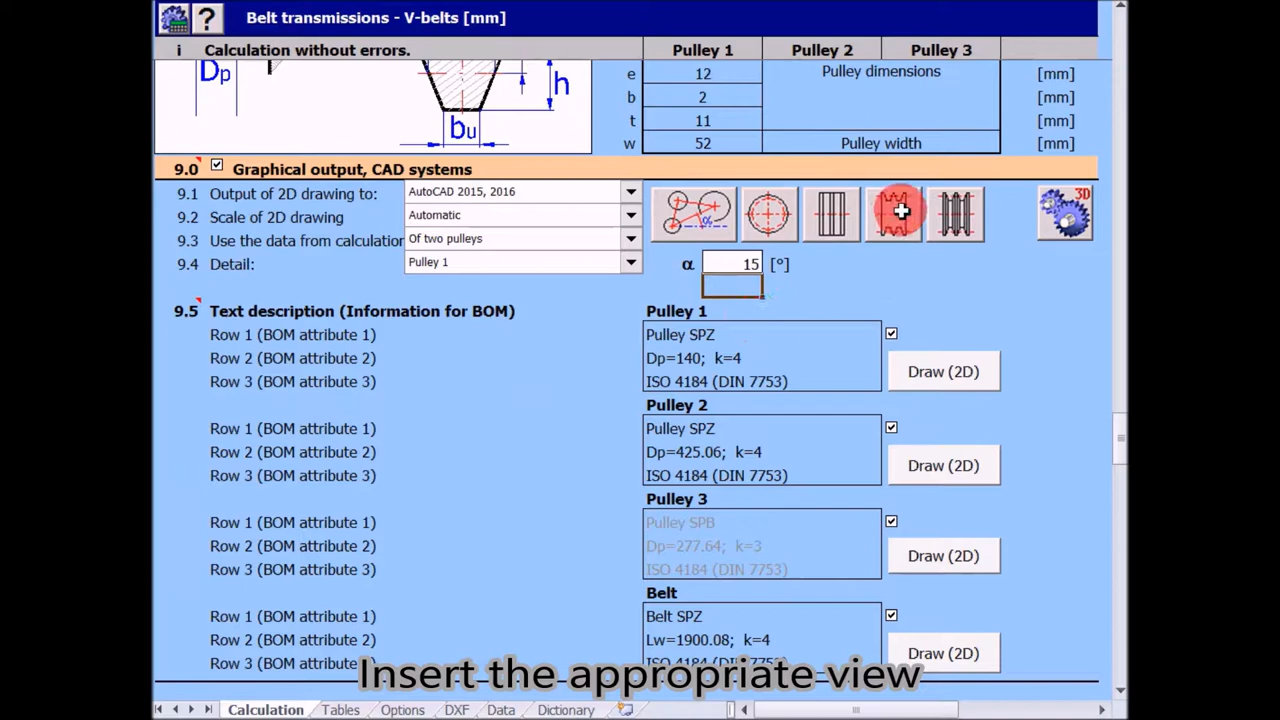 Belt transmissions - V-belts [mm]
i Calculation without errors. Pulley 1 Pulley 2 Pulley 3
Dp h bu
e 12 Pulley dimensions [mm]
b 2 [mm]
t 11 [mm]
w 52 Pulley width [mm]
9.0 Graphical output, CAD systems
9.1 Output of 2D drawing to: AutoCAD 2015, 2016
9.2 Scale of 2D drawing Automatic
9.3 Use the data from calculation Of two pulleys
9.4 Detail: Pulley 1 α 15 [°]
3D
α
9.5 Text description (Information for BOM) Pulley 1
Row 1 (BOM attribute 1) Pulley SPZ
Row 2 (BOM attribute 2) Dp=140; k=4 Draw (2D)
Row 3 (BOM attribute 3) ISO 4184 (DIN 7753)
Pulley 2
Row 1 (BOM attribute 1) Pulley SPZ
Row 2 (BOM attribute 2) Dp=425.06; k=4 Draw (2D)
Row 3 (BOM attribute 3) ISO 4184 (DIN 7753)
Pulley 3
Row 1 (BOM attribute 1) Pulley SPB
Row 2 (BOM attribute 2) Dp=277.64; k=3 Draw (2D)
Row 3 (BOM attribute 3) ISO 4184 (DIN 7753)
Belt
Row 1 (BOM attribute 1) Belt SPZ
Row 2 (BOM attribute 2) Lw=1900.08; k=4 Draw (2D)
Row 3 (BOM attribute
Insert the appropriate view
Calculation Tables Options DXF Data Dictionary